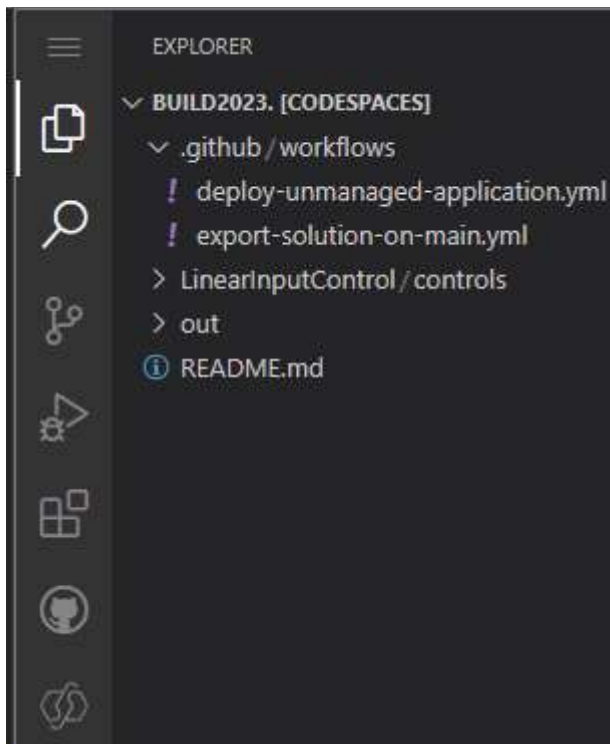 EXPLORER
BUILD2023. [CODESPACES]
.github / workflows
! deploy-unmanaged-application.yml
! export-solution-on-main.yml
LinearInputControl / controls
out
README.md